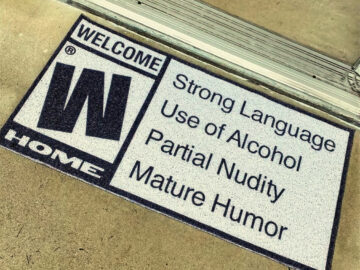 WELCOME
W
®
HOME
Strong Language
Use of Alcohol
Partial Nudity
Mature Humor